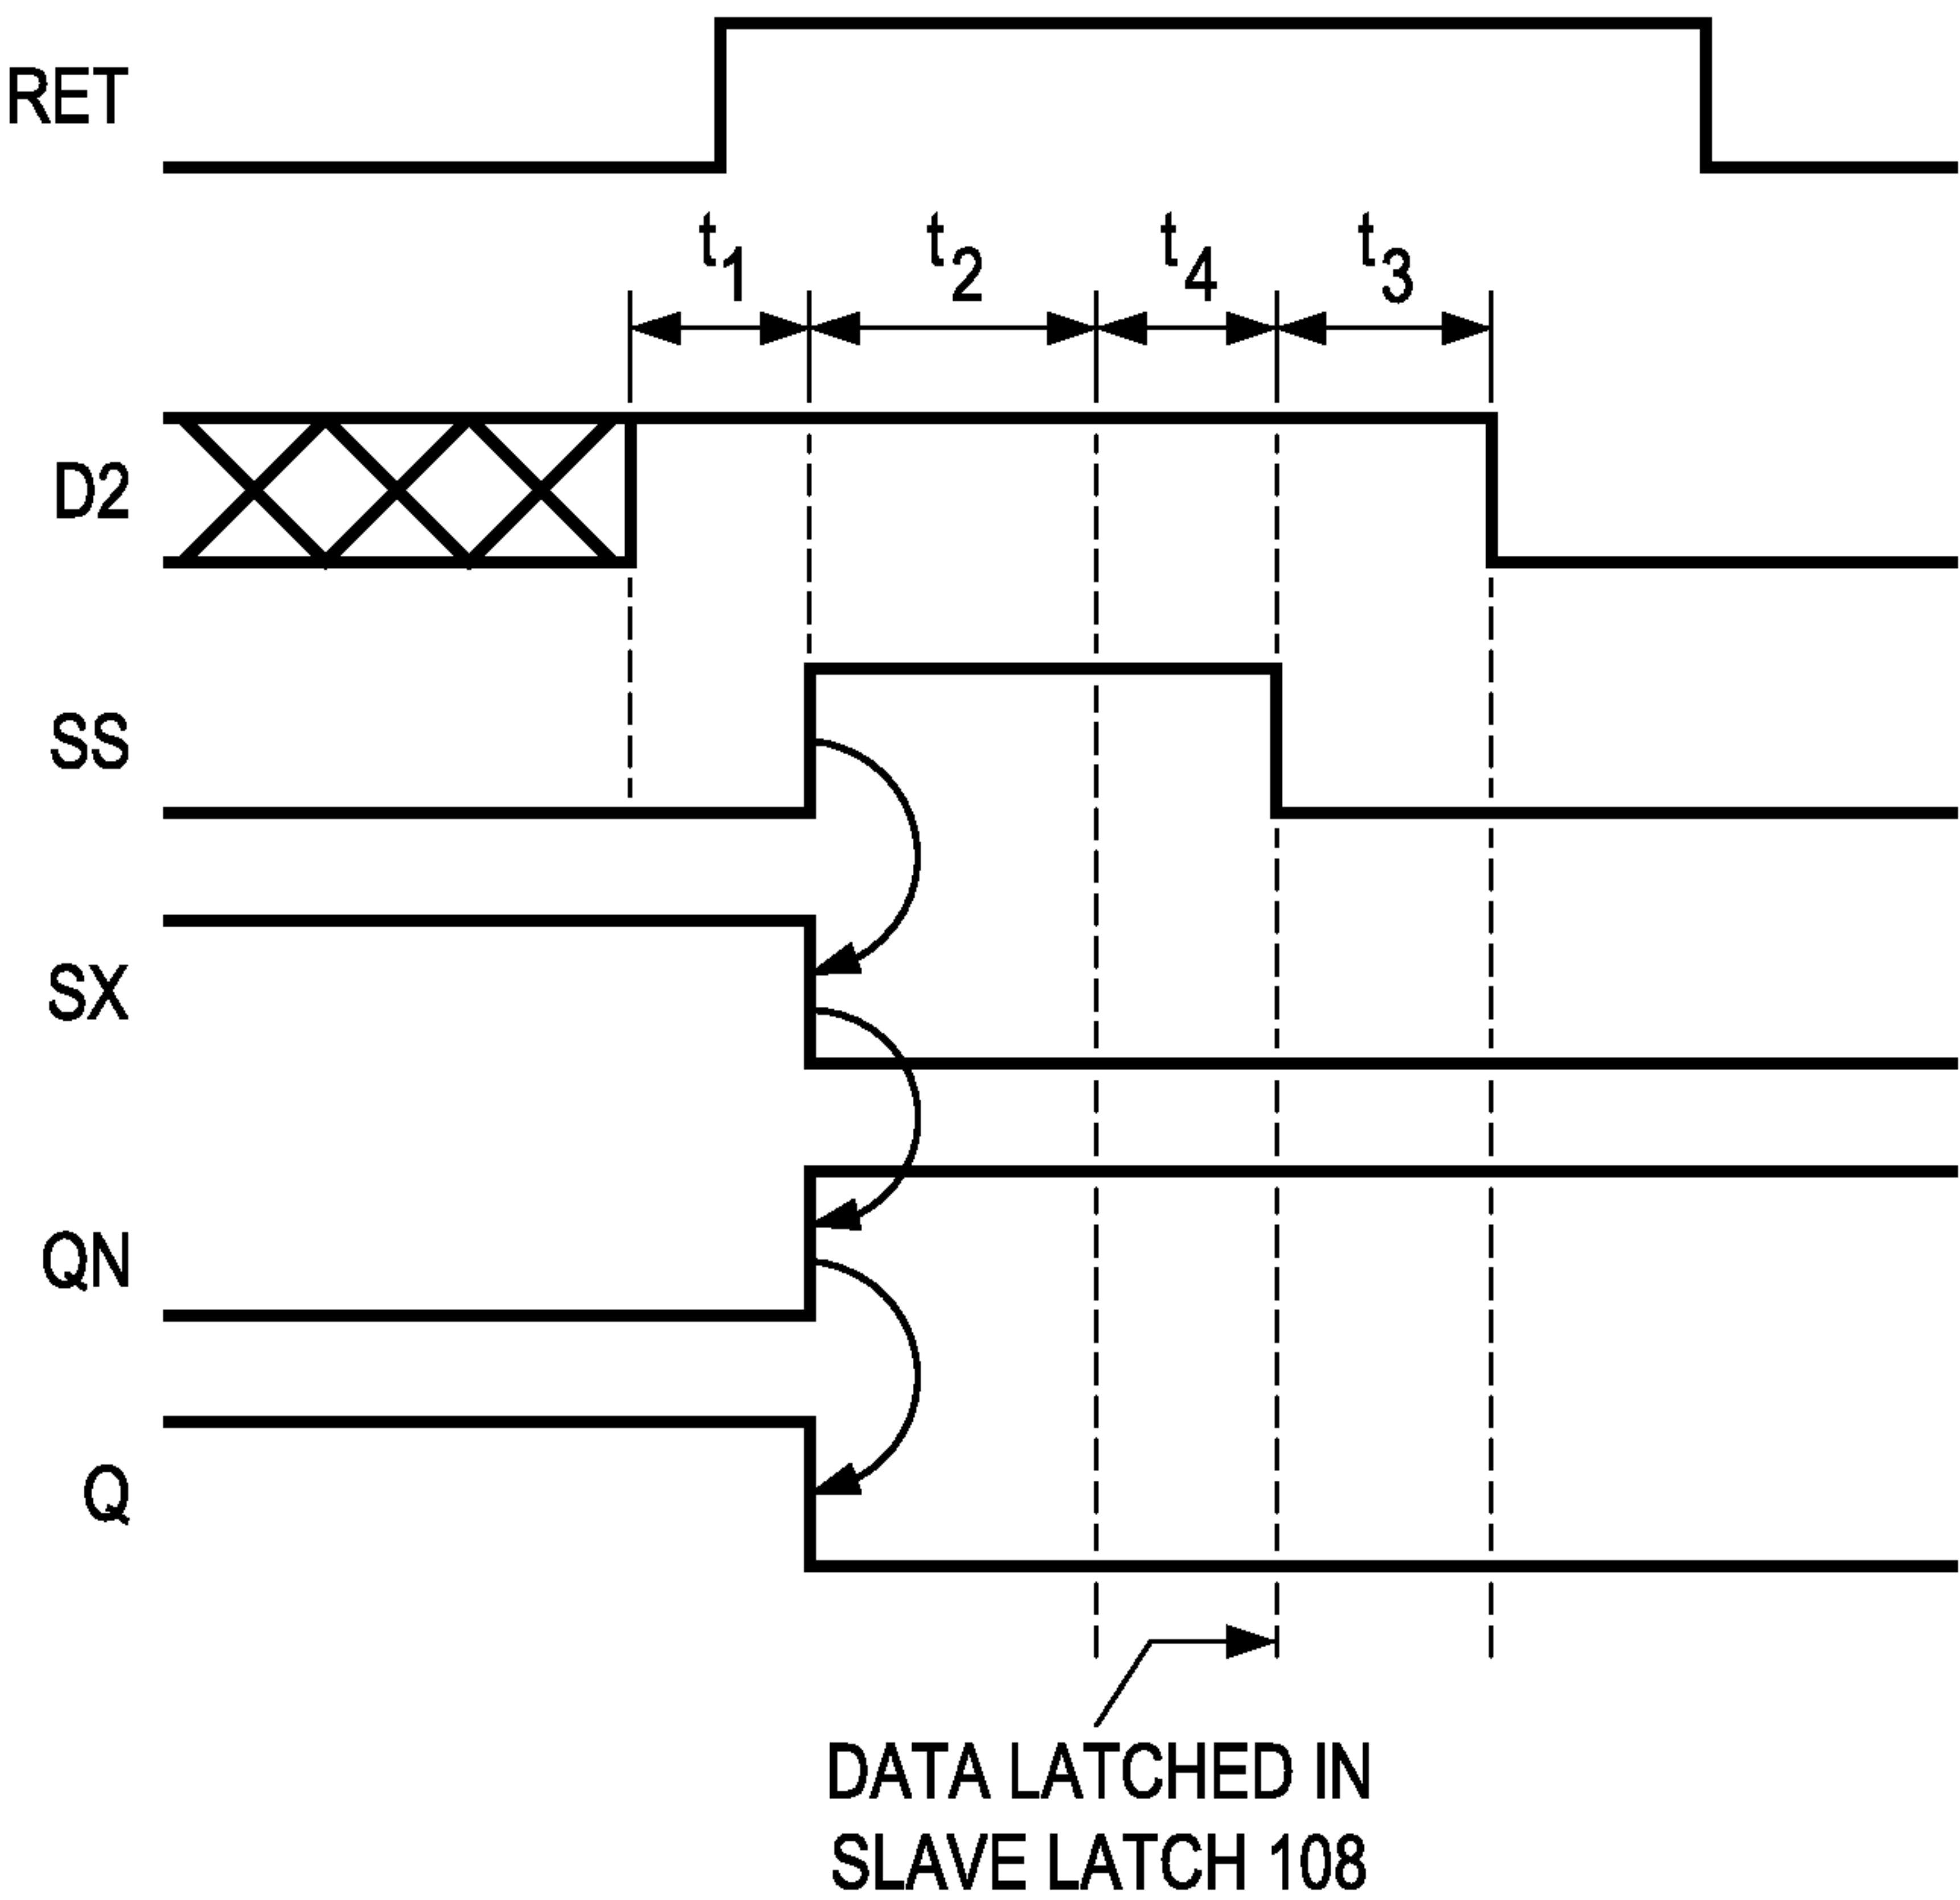 RET
t1 t2 t4 t3
D2
SS
SX
QN
Q
DATA LATCHED IN
SLAVE LATCH 108